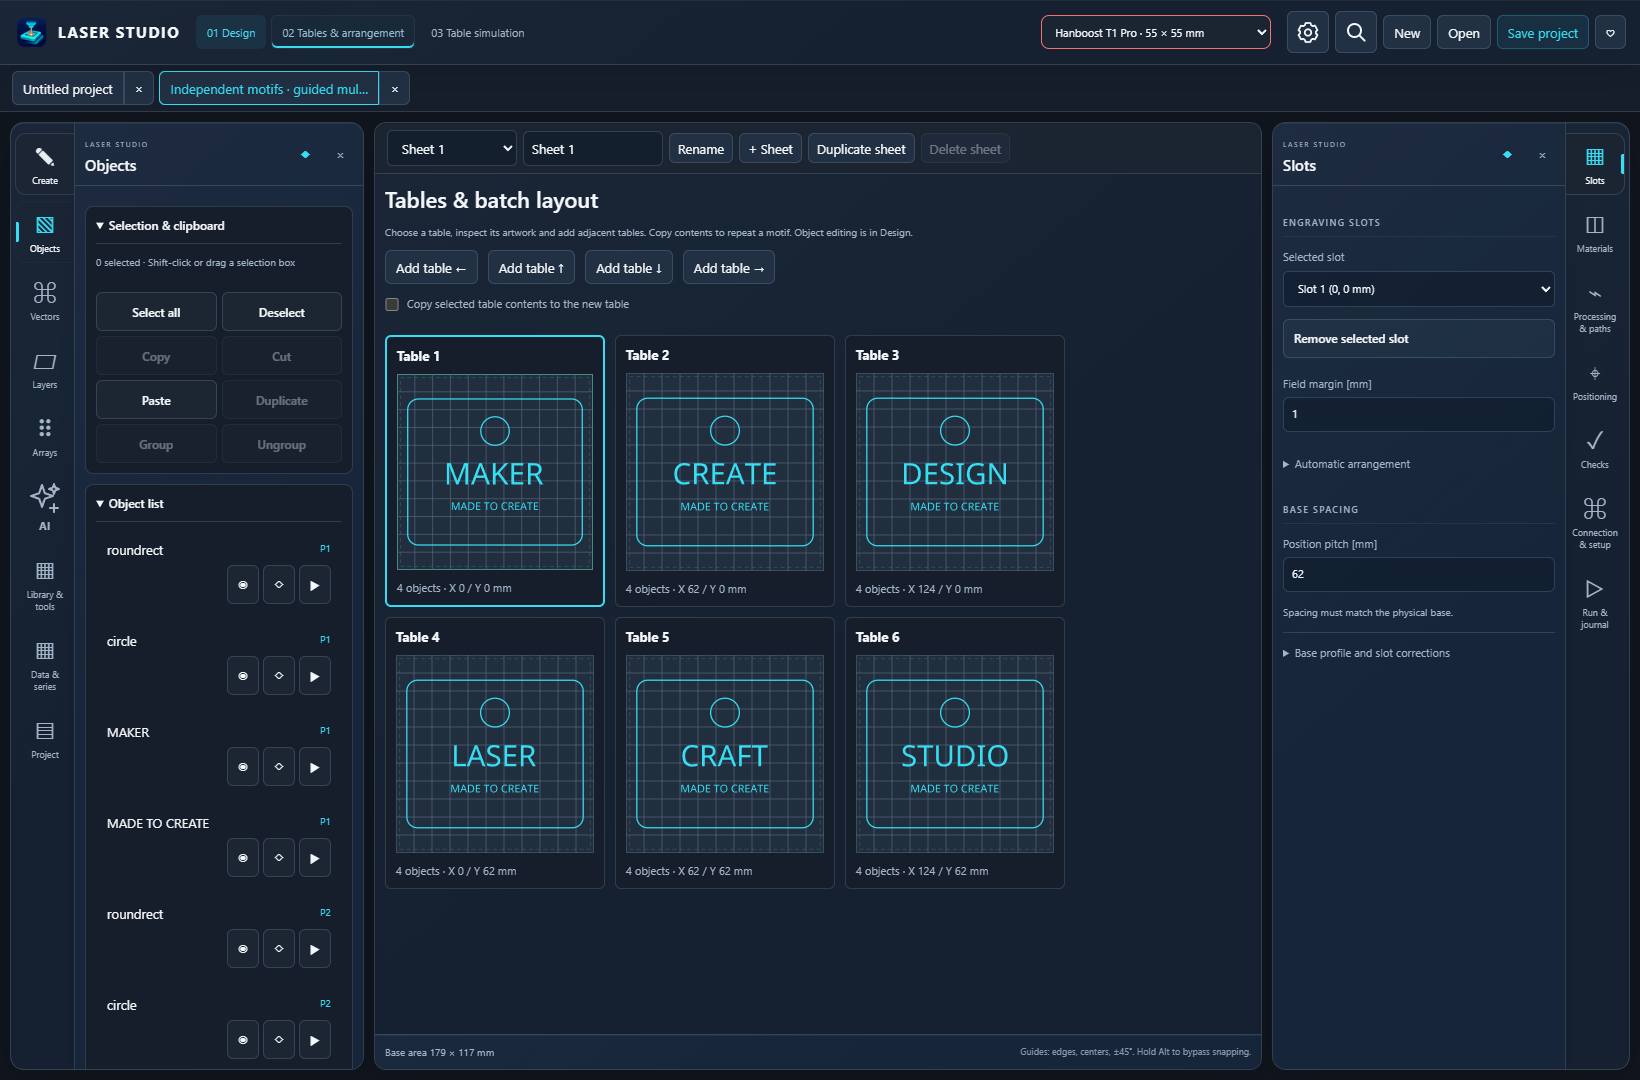 LASER STUDIO
01 Design
02 Tables & arrangement
03 Table simulation
Hanboost T1 Pro · 55 × 55 mm
New
Open
Save project
Untitled project
Independent motifs · guided mul...
Create
Objects
Vectors
Layers
Arrays
AI
Library & tools
Data & series
Project
LASER STUDIO
Objects
Selection & clipboard
0 selected · Shift-click or drag a selection box
Select all
Deselect
Copy
Cut
Paste
Duplicate
Group
Ungroup
Object list
roundrect P1
circle P1
MAKER P1
MADE TO CREATE P1
roundrect P2
circle P2
Sheet 1
Sheet 1
Rename
+ Sheet
Duplicate sheet
Delete sheet
Tables & batch layout
Choose a table, inspect its artwork and add adjacent tables. Copy contents to repeat a motif. Object editing is in Design.
Add table ←
Add table ↑
Add table ↓
Add table →
Copy selected table contents to the new table
Table 1
MAKER
MADE TO CREATE
4 objects · X 0 / Y 0 mm
Table 2
CREATE
MADE TO CREATE
4 objects · X 62 / Y 0 mm
Table 3
DESIGN
MADE TO CREATE
4 objects · X 124 / Y 0 mm
Table 4
LASER
MADE TO CREATE
4 objects · X 0 / Y 62 mm
Table 5
CRAFT
MADE TO CREATE
4 objects · X 62 / Y 62 mm
Table 6
STUDIO
MADE TO CREATE
4 objects · X 124 / Y 62 mm
Base area 179 × 117 mm
Guides: edges, centers, ±45°. Hold Alt to bypass snapping.
LASER STUDIO
Slots
ENGRAVING SLOTS
Selected slot
Slot 1 (0, 0 mm)
Remove selected slot
Field margin [mm]
1
Automatic arrangement
BASE SPACING
Position pitch [mm]
62
Spacing must match the physical base.
Base profile and slot corrections
Slots
Materials
Processing
& paths
Positioning
Checks
Connection
& setup
Run &
journal